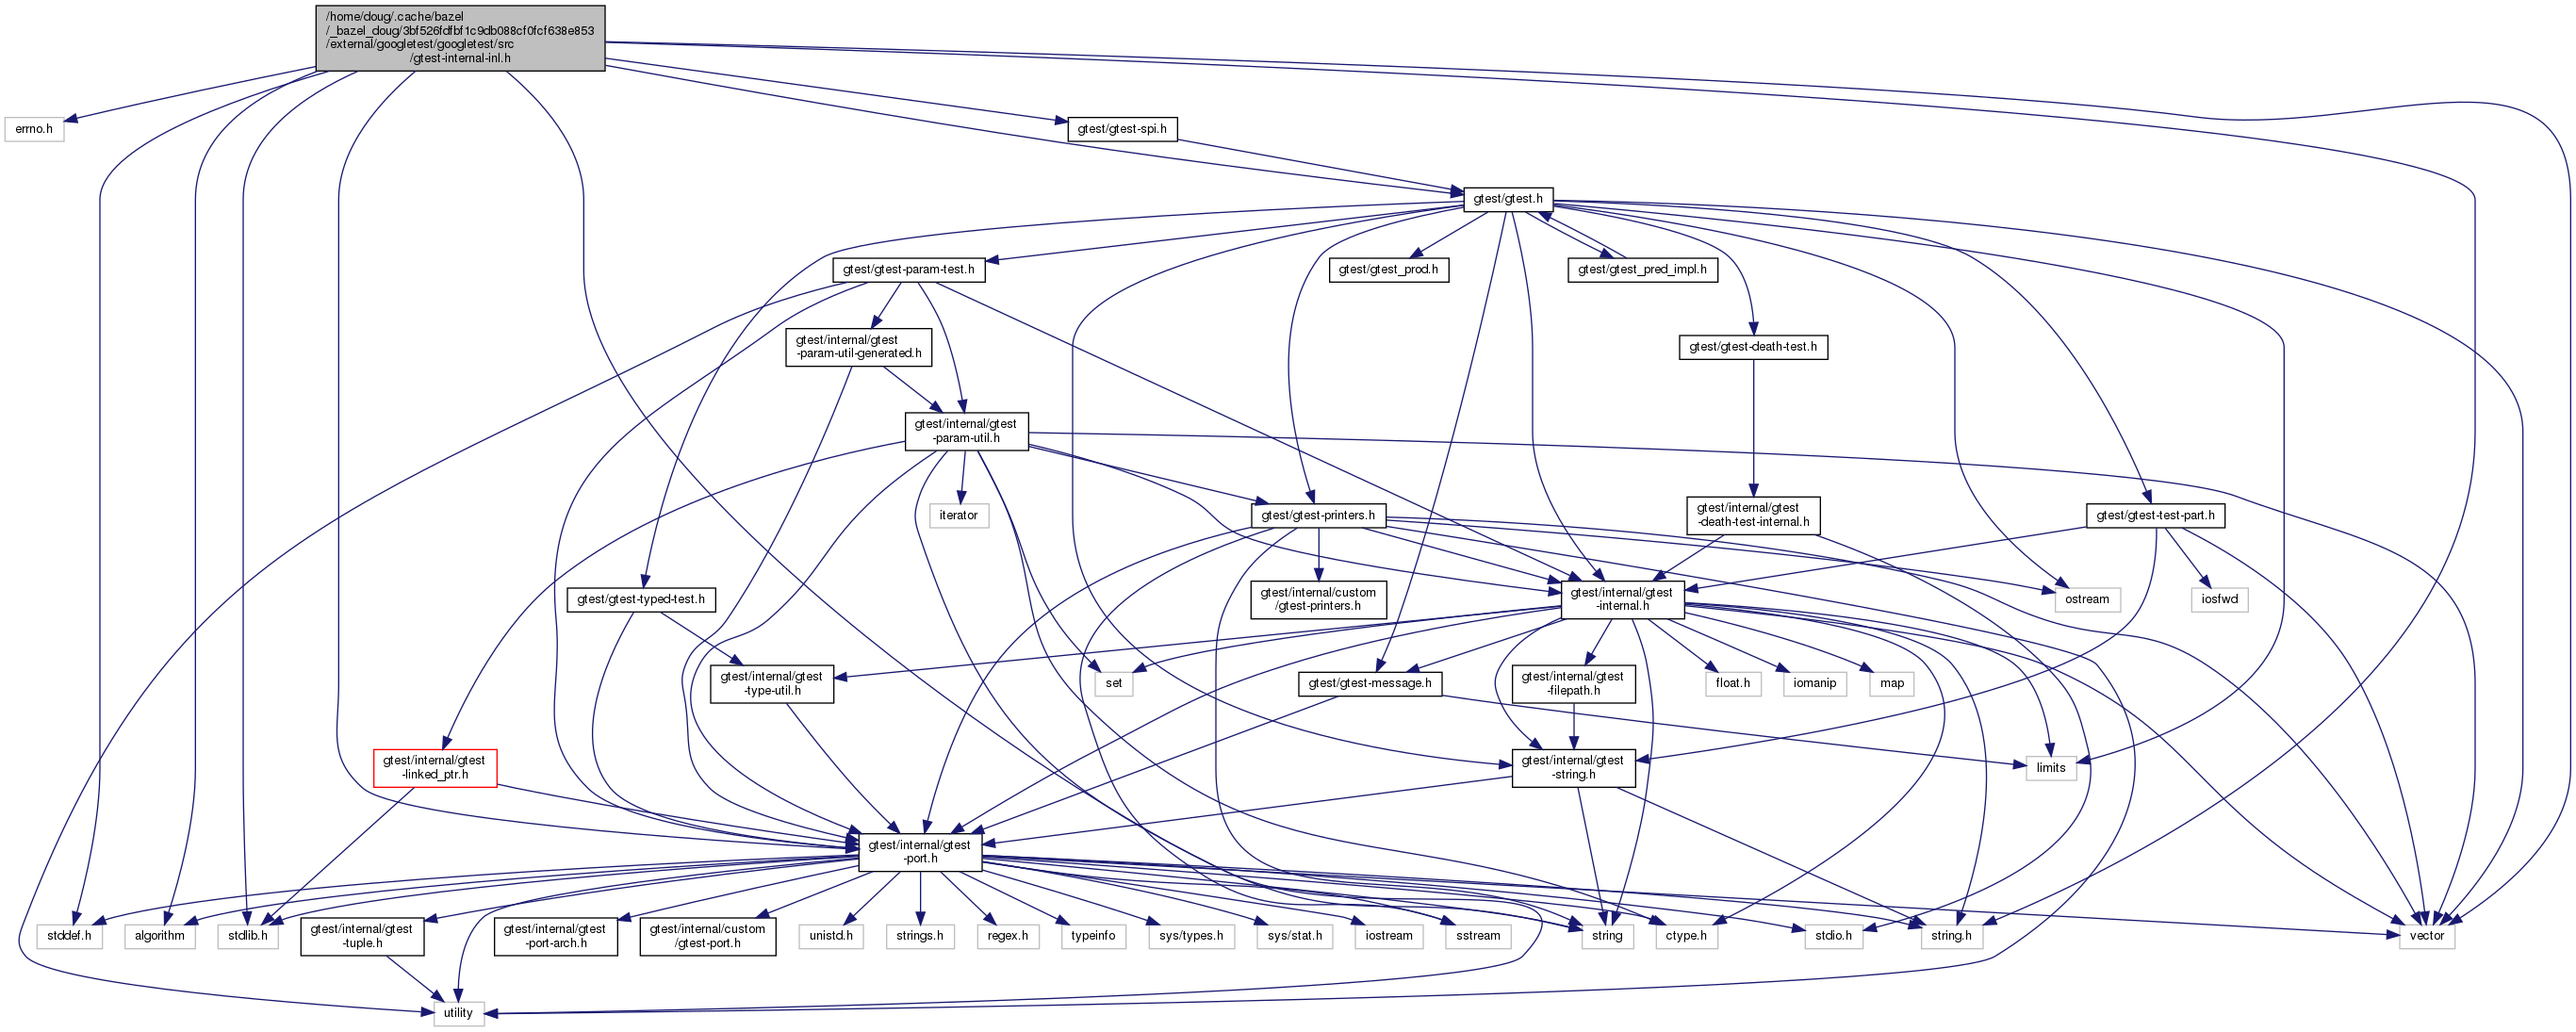 /home/doug/.cache/bazel
/_bazel_doug/3bf526fdfbf1c9db088cf0fcf638e853
/external/googletest/googletest/src
/gtest-internal-inl.h
errno.h
gtest/gtest-spi.h
gtest/gtest.h
gtest/gtest-param-test.h
gtest/gtest_prod.h
gtest/gtest_pred_impl.h
gtest/internal/gtest
-param-util-generated.h
gtest/gtest-death-test.h
gtest/internal/gtest
-param-util.h
iterator
gtest/gtest-printers.h
gtest/internal/gtest
-death-test-internal.h
gtest/gtest-test-part.h
gtest/gtest-typed-test.h
gtest/internal/custom
/gtest-printers.h
gtest/internal/gtest
-internal.h
ostream
iosfwd
gtest/internal/gtest
-type-util.h
set
gtest/gtest-message.h
gtest/internal/gtest
-filepath.h
float.h
iomanip
map
gtest/internal/gtest
-linked_ptr.h
gtest/internal/gtest
-string.h
limits
gtest/internal/gtest
-port.h
stddef.h
algorithm
stdlib.h
gtest/internal/gtest
-tuple.h
gtest/internal/gtest
-port-arch.h
gtest/internal/custom
/gtest-port.h
unistd.h
strings.h
regex.h
typeinfo
sys/types.h
sys/stat.h
iostream
sstream
string
ctype.h
stdio.h
string.h
vector
utility